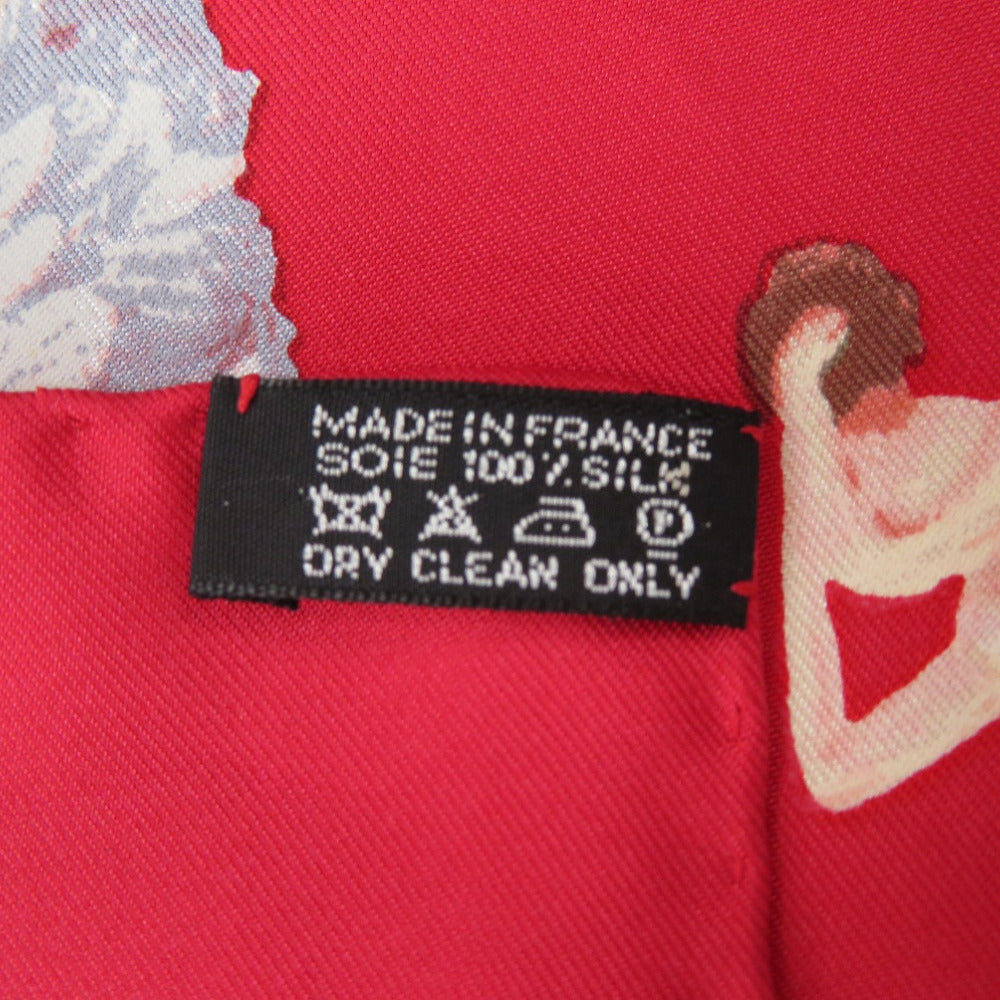 MADE IN FRANCE
SOIE 100% SILK
P
DRY CLEAN ONLY